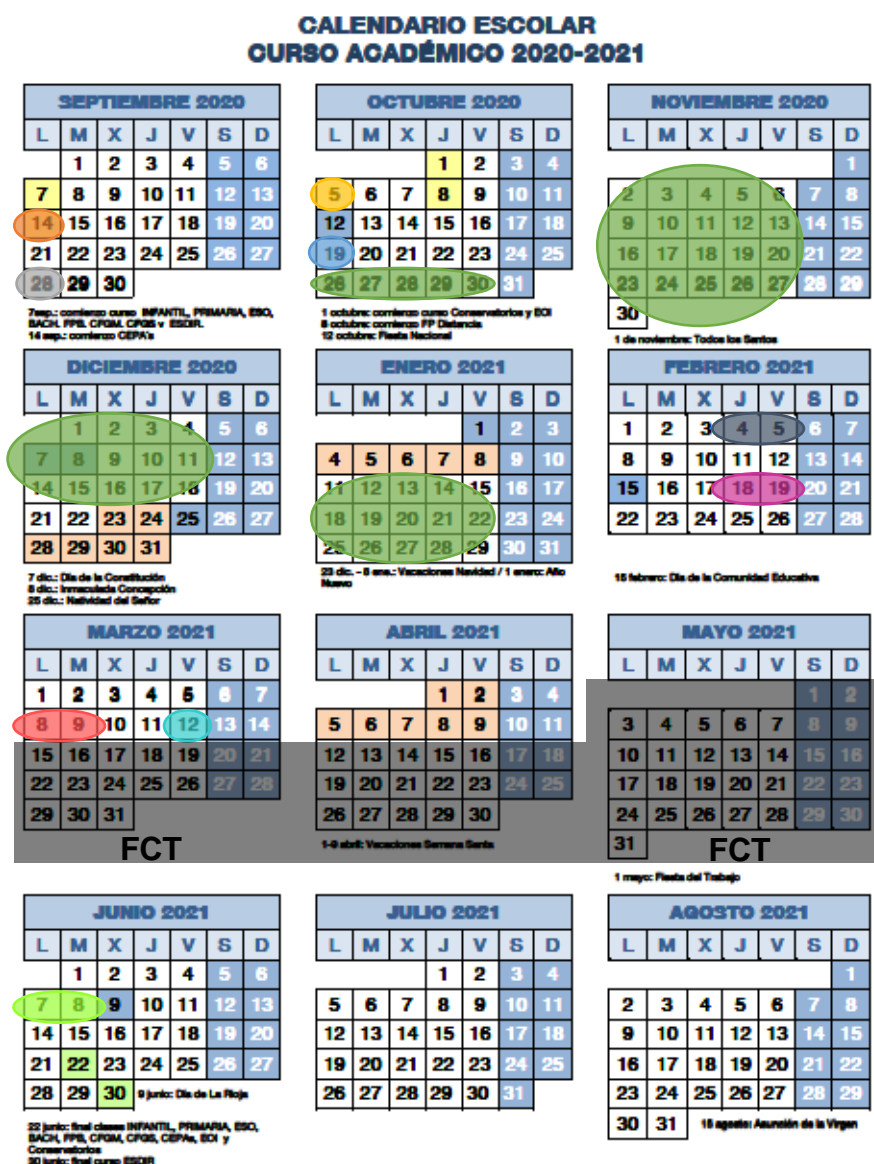 CALENDARIO ESCOLAR
CURSO ACADÉMICO 2020-2021
SEPTIEMBRE 2020
L M X J V S D
1 2 3 4 5 6
7 8 9 10 11 12 13
14 15 16 17 18 19 20
21 22 23 24 25 26 27
28 29 30
7 sep.: comienzo curso INFANTIL, PRIMARIA, ESO,
BACH. FPB, CFGM, CFGS y ESDIR.
14 sep.: comienzo CEPA's
OCTUBRE 2020
L M X J V S D
1 2 3 4
5 6 7 8 9 10 11
12 13 14 15 16 17 18
19 20 21 22 23 24 25
26 27 28 29 30 31
1 octubre: comienzo curso Conservatorios y EOI
8 octubre: comienzo FP Distancia
12 octubre: Fiesta Nacional
NOVIEMBRE 2020
L M X J V S D
1
2 3 4 5 6 7 8
9 10 11 12 13 14 15
16 17 18 19 20 21 22
23 24 25 26 27 28 29
30
1 de noviembre: Todos los Santos
DICIEMBRE 2020
L M X J V S D
1 2 3 4 5 6
7 8 9 10 11 12 13
14 15 16 17 18 19 20
21 22 23 24 25 26 27
28 29 30 31
7 dic.: Día de la Constitución
8 dic.: Inmaculada Concepción
25 dic.: Natividad del Señor
ENERO 2021
L M X J V S D
1 2 3
4 5 6 7 8 9 10
11 12 13 14 15 16 17
18 19 20 21 22 23 24
25 26 27 28 29 30 31
23 dic. - 8 ene.: Vacaciones Navidad / 1 enero: Año
Nuevo
FEBRERO 2021
L M X J V S D
1 2 3 4 5 6 7
8 9 10 11 12 13 14
15 16 17 18 19 20 21
22 23 24 25 26 27 28
15 febrero: Día de la Comunidad Educativa
MARZO 2021
L M X J V S D
1 2 3 4 5 6 7
8 9 10 11 12 13 14
15 16 17 18 19 20 21
22 23 24 25 26 27 28
29 30 31
FCT
ABRIL 2021
L M X J V S D
1 2 3 4
5 6 7 8 9 10 11
12 13 14 15 16 17 18
19 20 21 22 23 24 25
26 27 28 29 30
1-9 abril: Vacaciones Semana Santa
MAYO 2021
L M X J V S D
1 2
3 4 5 6 7 8 9
10 11 12 13 14 15 16
17 18 19 20 21 22 23
24 25 26 27 28 29 30
31
FCT
1 mayo: Fiesta del Trabajo
JUNIO 2021
L M X J V S D
1 2 3 4 5 6
7 8 9 10 11 12 13
14 15 16 17 18 19 20
21 22 23 24 25 26 27
28 29 30 9 junio: Día de La Rioja
22 junio: final clases INFANTIL, PRIMARIA, ESO,
BACH, FPB, CFGM, CFGS, CEPAs, EOI y
Conservatorios
30 junio: final curso ESDIR
JULIO 2021
L M X J V S D
1 2 3 4
5 6 7 8 9 10 11
12 13 14 15 16 17 18
19 20 21 22 23 24 25
26 27 28 29 30 31
AGOSTO 2021
L M X J V S D
1
2 3 4 5 6 7 8
9 10 11 12 13 14 15
16 17 18 19 20 21 22
23 24 25 26 27 28 29
30 31 15 agosto: Asunción de la Virgen